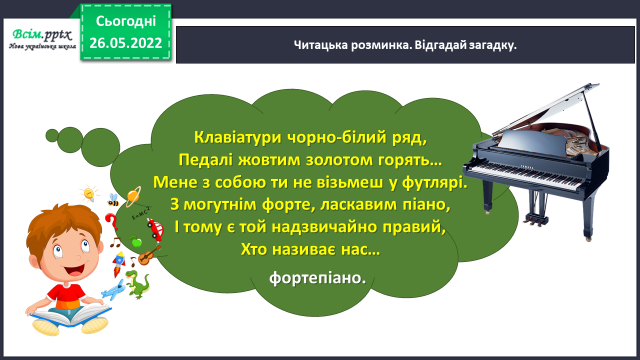 Всім.pptx
Нова українська школа
Сьогодні
26.05.2022
Читацька розминка. Відгадай загадку.
Клавіатури чорно-білий ряд,
Педалі жовтим золотом горять…
Мене з собою ти не візьмеш у футлярі.
З могутнім форте, ласкавим піано,
І тому є той надзвичайно правий,
Хто називає нас…
фортепіано.
YAMAHA
E=MC²